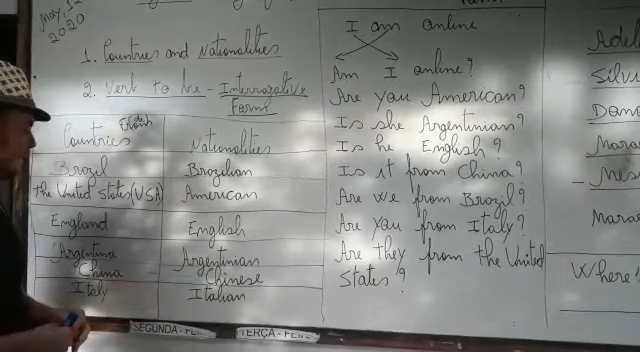 May, 12
2020
1. Countries and Nationalities
2. Verb to be - Interrogative
Form
Countries From
Nationalities
Brazil
Brazilian
the United States (USA)
American
England
English
Argentina
Argentinian
China
Chinese
Italy
Italian
I am online
Am I online?
Are you American?
Is she Argentinian?
Is he English?
Is it from China?
Are we from Brazil?
Are you from Italy?
Are they from the United
States?
Where
SEGUNDA-FE
TERÇA-FE